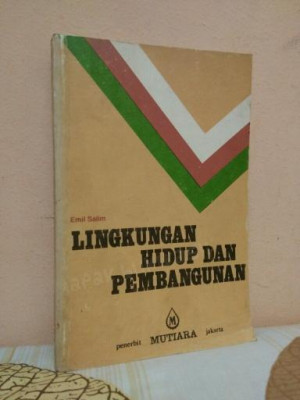 Emil Salim
LINGKUNGAN
HIDUP DAN
PEMBANGUNAN
M
penerbit MUTIARA jakarta